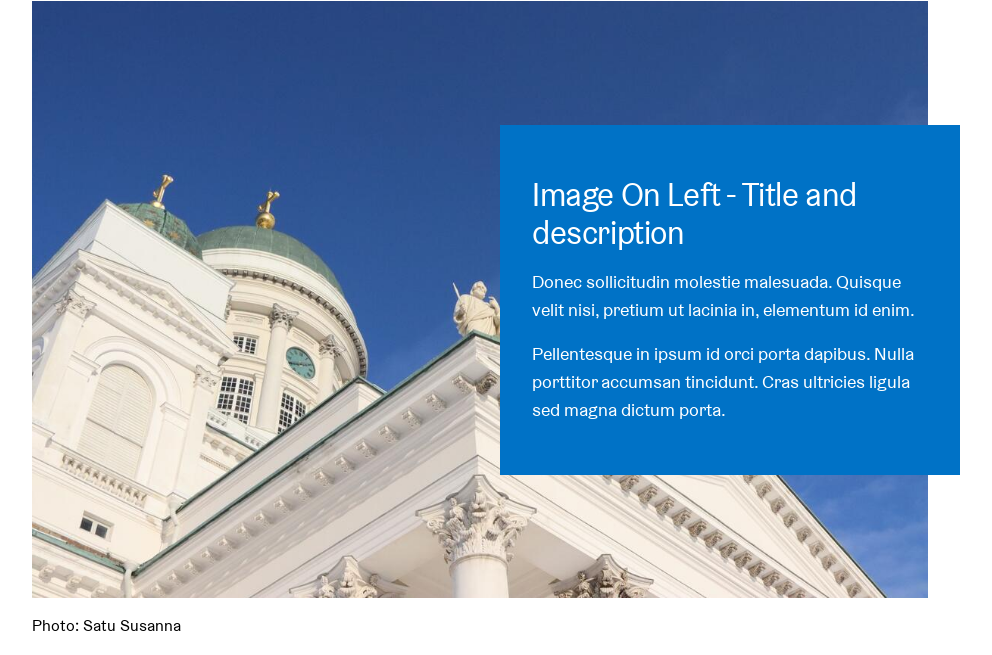 Image On Left - Title and
description
Donec sollicitudin molestie malesuada. Quisque
velit nisi, pretium ut lacinia in, elementum id enim.
Pellentesque in ipsum id orci porta dapibus. Nulla
porttitor accumsan tincidunt. Cras ultricies ligula
sed magna dictum porta.
Photo: Satu Susanna